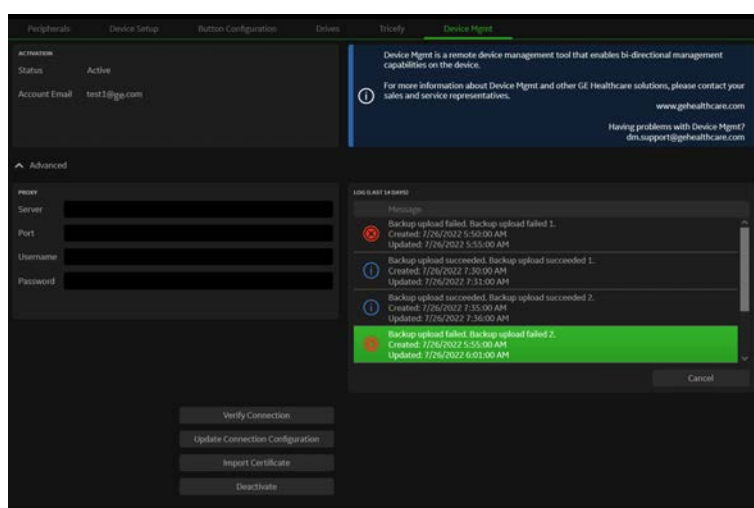 Peripherals
Device Setup
Button Configuration
Drives
Tricefy
Device Mgmt
ACTIVATION
Status
Active
Account Email
test1@ge.com
Device Mgmt is a remote device management tool that enables bi-directional management
capabilities on the device.
For more information about Device Mgmt and other GE Healthcare solutions, please contact your
sales and service representatives.
www.gehealthcare.com
Having problems with Device Mgmt?
dm.support@gehealthcare.com
Advanced
PROXY
Server
Port
Username
Password
LOG (LAST 14 DAYS)
Message
Backup upload failed. Backup upload failed 1.
Created: 7/26/2022 5:50:00 AM
Updated: 7/26/2022 5:55:00 AM
Backup upload succeeded. Backup upload succeeded 1.
Created: 7/26/2022 7:30:00 AM
Updated: 7/26/2022 7:31:00 AM
Backup upload succeeded. Backup upload succeeded 2.
Created: 7/26/2022 7:35:00 AM
Updated: 7/26/2022 7:36:00 AM
Backup upload failed. Backup upload failed 2.
Created: 7/26/2022 5:55:00 AM
Updated: 7/26/2022 6:01:00 AM
Cancel
Verify Connection
Update Connection Configuration
Import Certificate
Deactivate